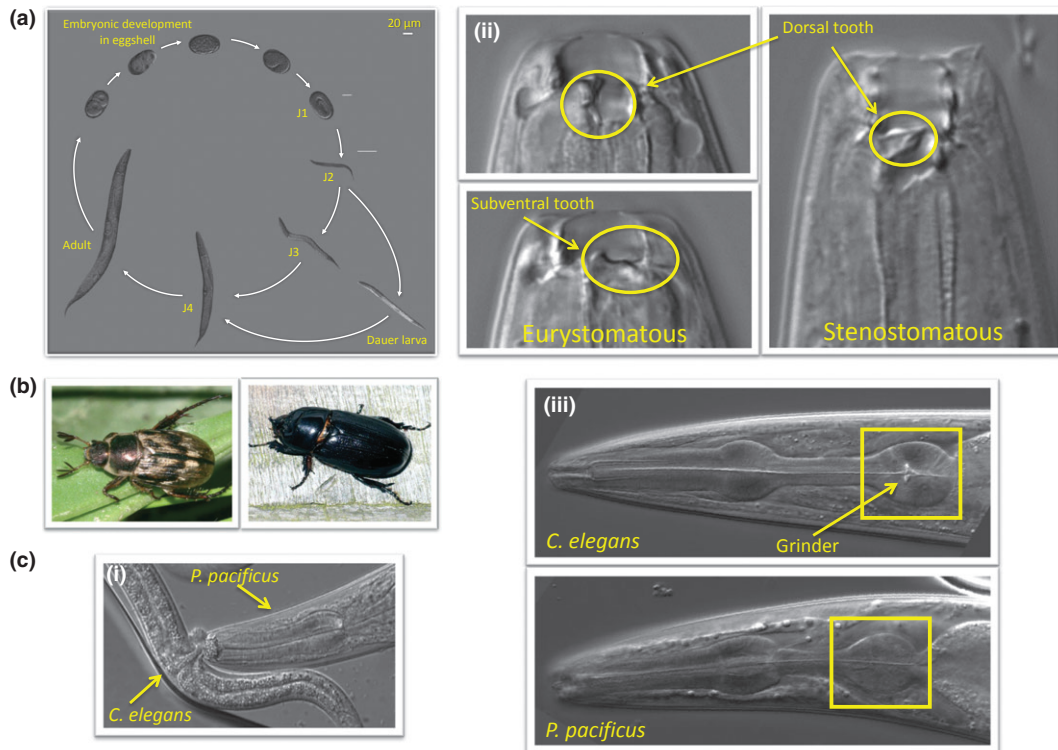 (a)
Embryonic development
in eggshell
20 µm
J1
J2
J3
J4
Adult
Dauer larva
(ii)
Dorsal tooth
Subventral tooth
Eurystomatous
Stenostomatous
(b)
(c)
(i)
P. pacificus
C. elegans
(iii)
C. elegans
Grinder
P. pacificus